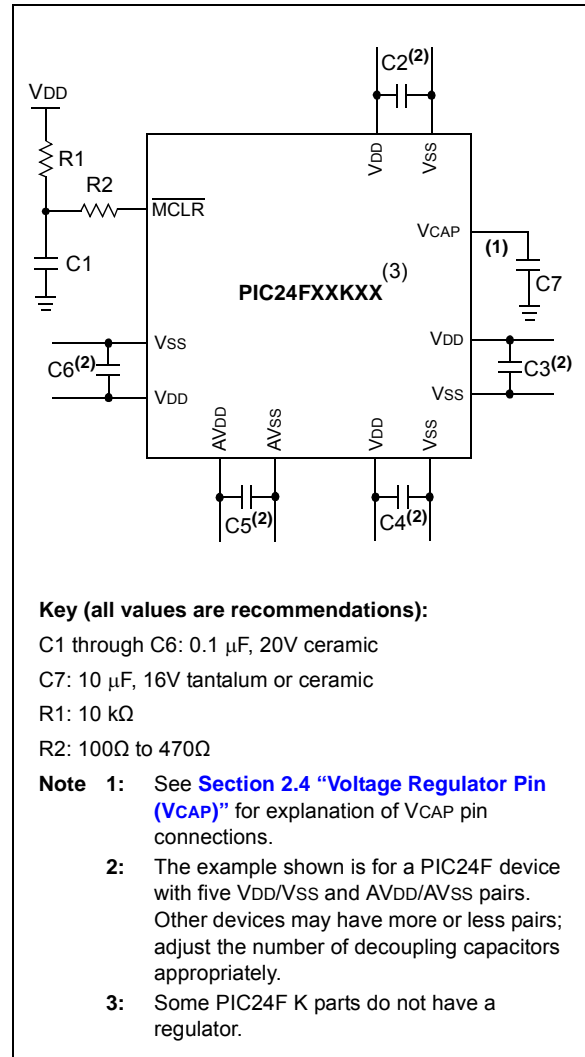 C2(2)
VDD
VDD
VSS
R1
R2
MCLR
VCAP
(1)
C1
C7
PIC24FXXKXX(3)
VSS
VDD
C6(2)
C3(2)
VDD
VSS
AVDD
AVSS
VDD
VSS
C5(2)
C4(2)
Key (all values are recommendations):
C1 through C6: 0.1 μF, 20V ceramic
C7: 10 μF, 16V tantalum or ceramic
R1: 10 kΩ
R2: 100Ω to 470Ω
Note 1: See Section 2.4 “Voltage Regulator Pin
(VCAP)” for explanation of VCAP pin
connections.
2: The example shown is for a PIC24F device
with five VDD/VSS and AVDD/AVSS pairs.
Other devices may have more or less pairs;
adjust the number of decoupling capacitors
appropriately.
3: Some PIC24F K parts do not have a
regulator.